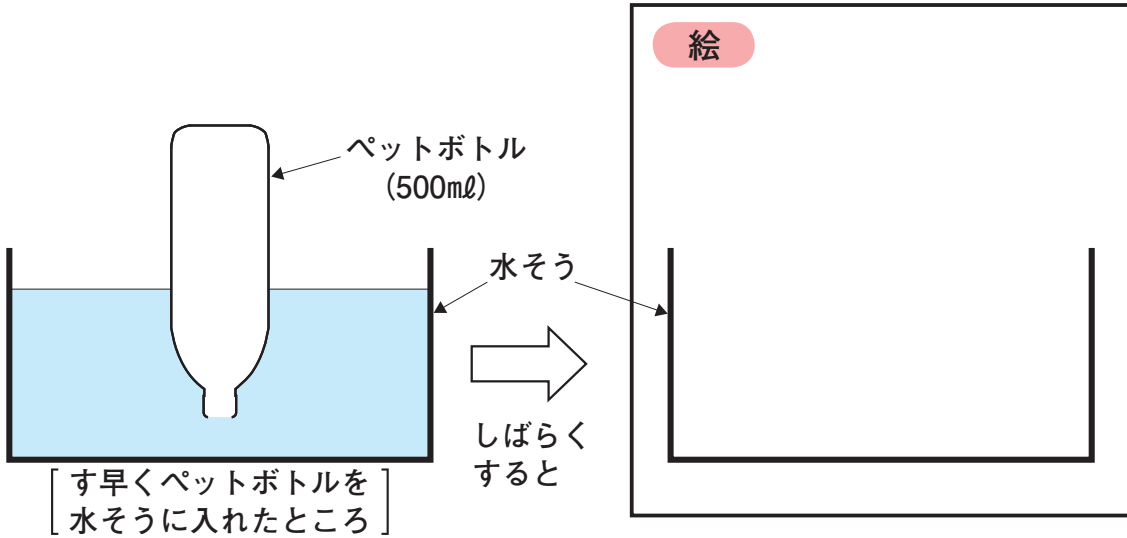 絵
ペットボトル
(500mℓ)
水そう
しばらく
すると
す早くペットボトルを
水そうに入れたところ